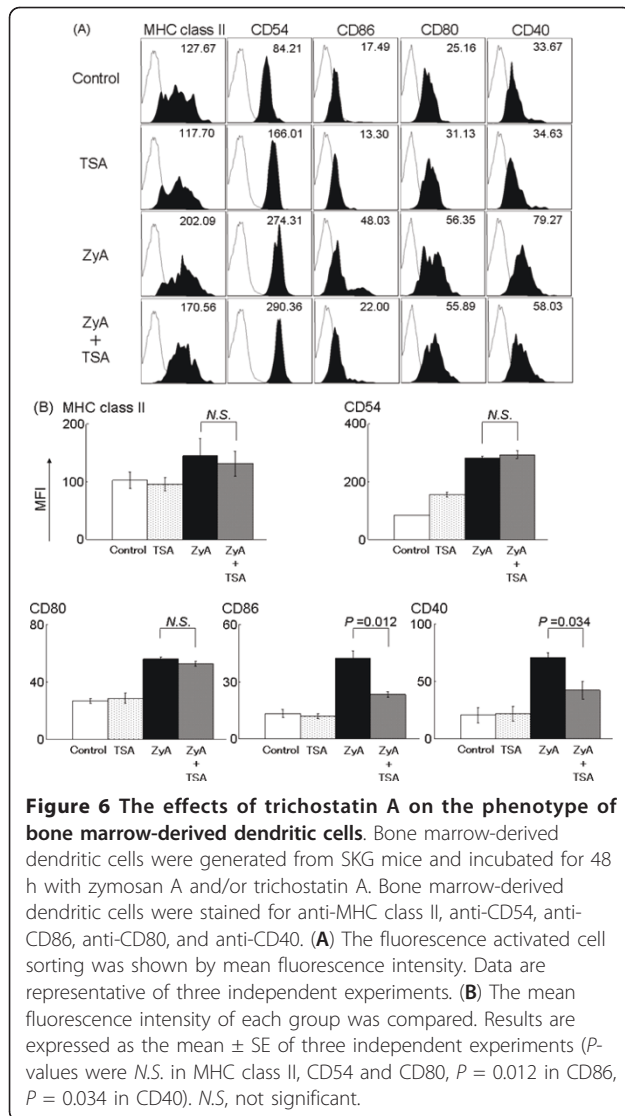 (A)
MHC class II CD54 CD86 CD80 CD40
Control 127.67 84.21 17.49 25.16 33.67
TSA 117.70 166.01 13.30 31.13 34.63
ZyA 202.09 274.31 48.03 56.35 79.27
ZyA + TSA 170.56 290.36 22.00 55.89 58.03
(B)
MHC class II
N.S.
200
100
0
MFI
Control TSA ZyA ZyA + TSA
CD54
N.S.
400
200
0
Control TSA ZyA ZyA + TSA
CD80
N.S.
80
40
0
Control TSA ZyA ZyA + TSA
CD86
P =0.012
60
30
0
Control TSA ZyA ZyA + TSA
CD40
P =0.034
100
50
0
Control TSA ZyA ZyA + TSA
Figure 6 The effects of trichostatin A on the phenotype of
bone marrow-derived dendritic cells. Bone marrow-derived
dendritic cells were generated from SKG mice and incubated for 48
h with zymosan A and/or trichostatin A. Bone marrow-derived
dendritic cells were stained for anti-MHC class II, anti-CD54, anti-
CD86, anti-CD80, and anti-CD40. (A) The fluorescence activated cell
sorting was shown by mean fluorescence intensity. Data are
representative of three independent experiments. (B) The mean
fluorescence intensity of each group was compared. Results are
expressed as the mean ± SE of three independent experiments (P-
values were N.S. in MHC class II, CD54 and CD80, P = 0.012 in CD86,
P = 0.034 in CD40). N.S, not significant.